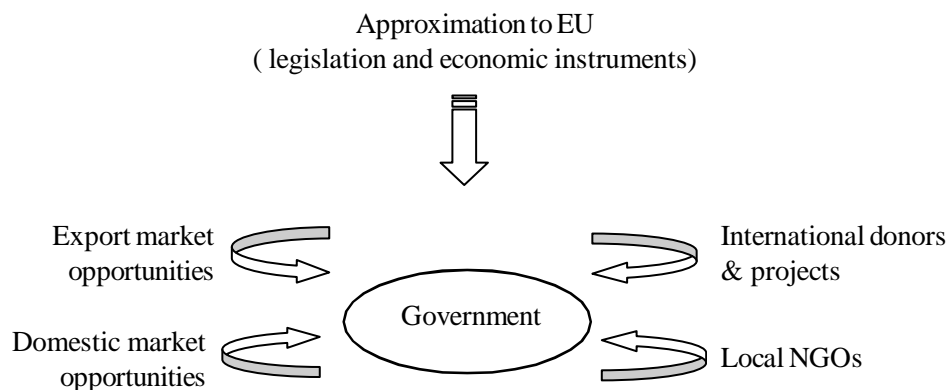 Approximation to EU
( legislation and economic instruments)
Export market
opportunities
International donors
& projects
Government
Domestic market
opportunities
Local NGOs